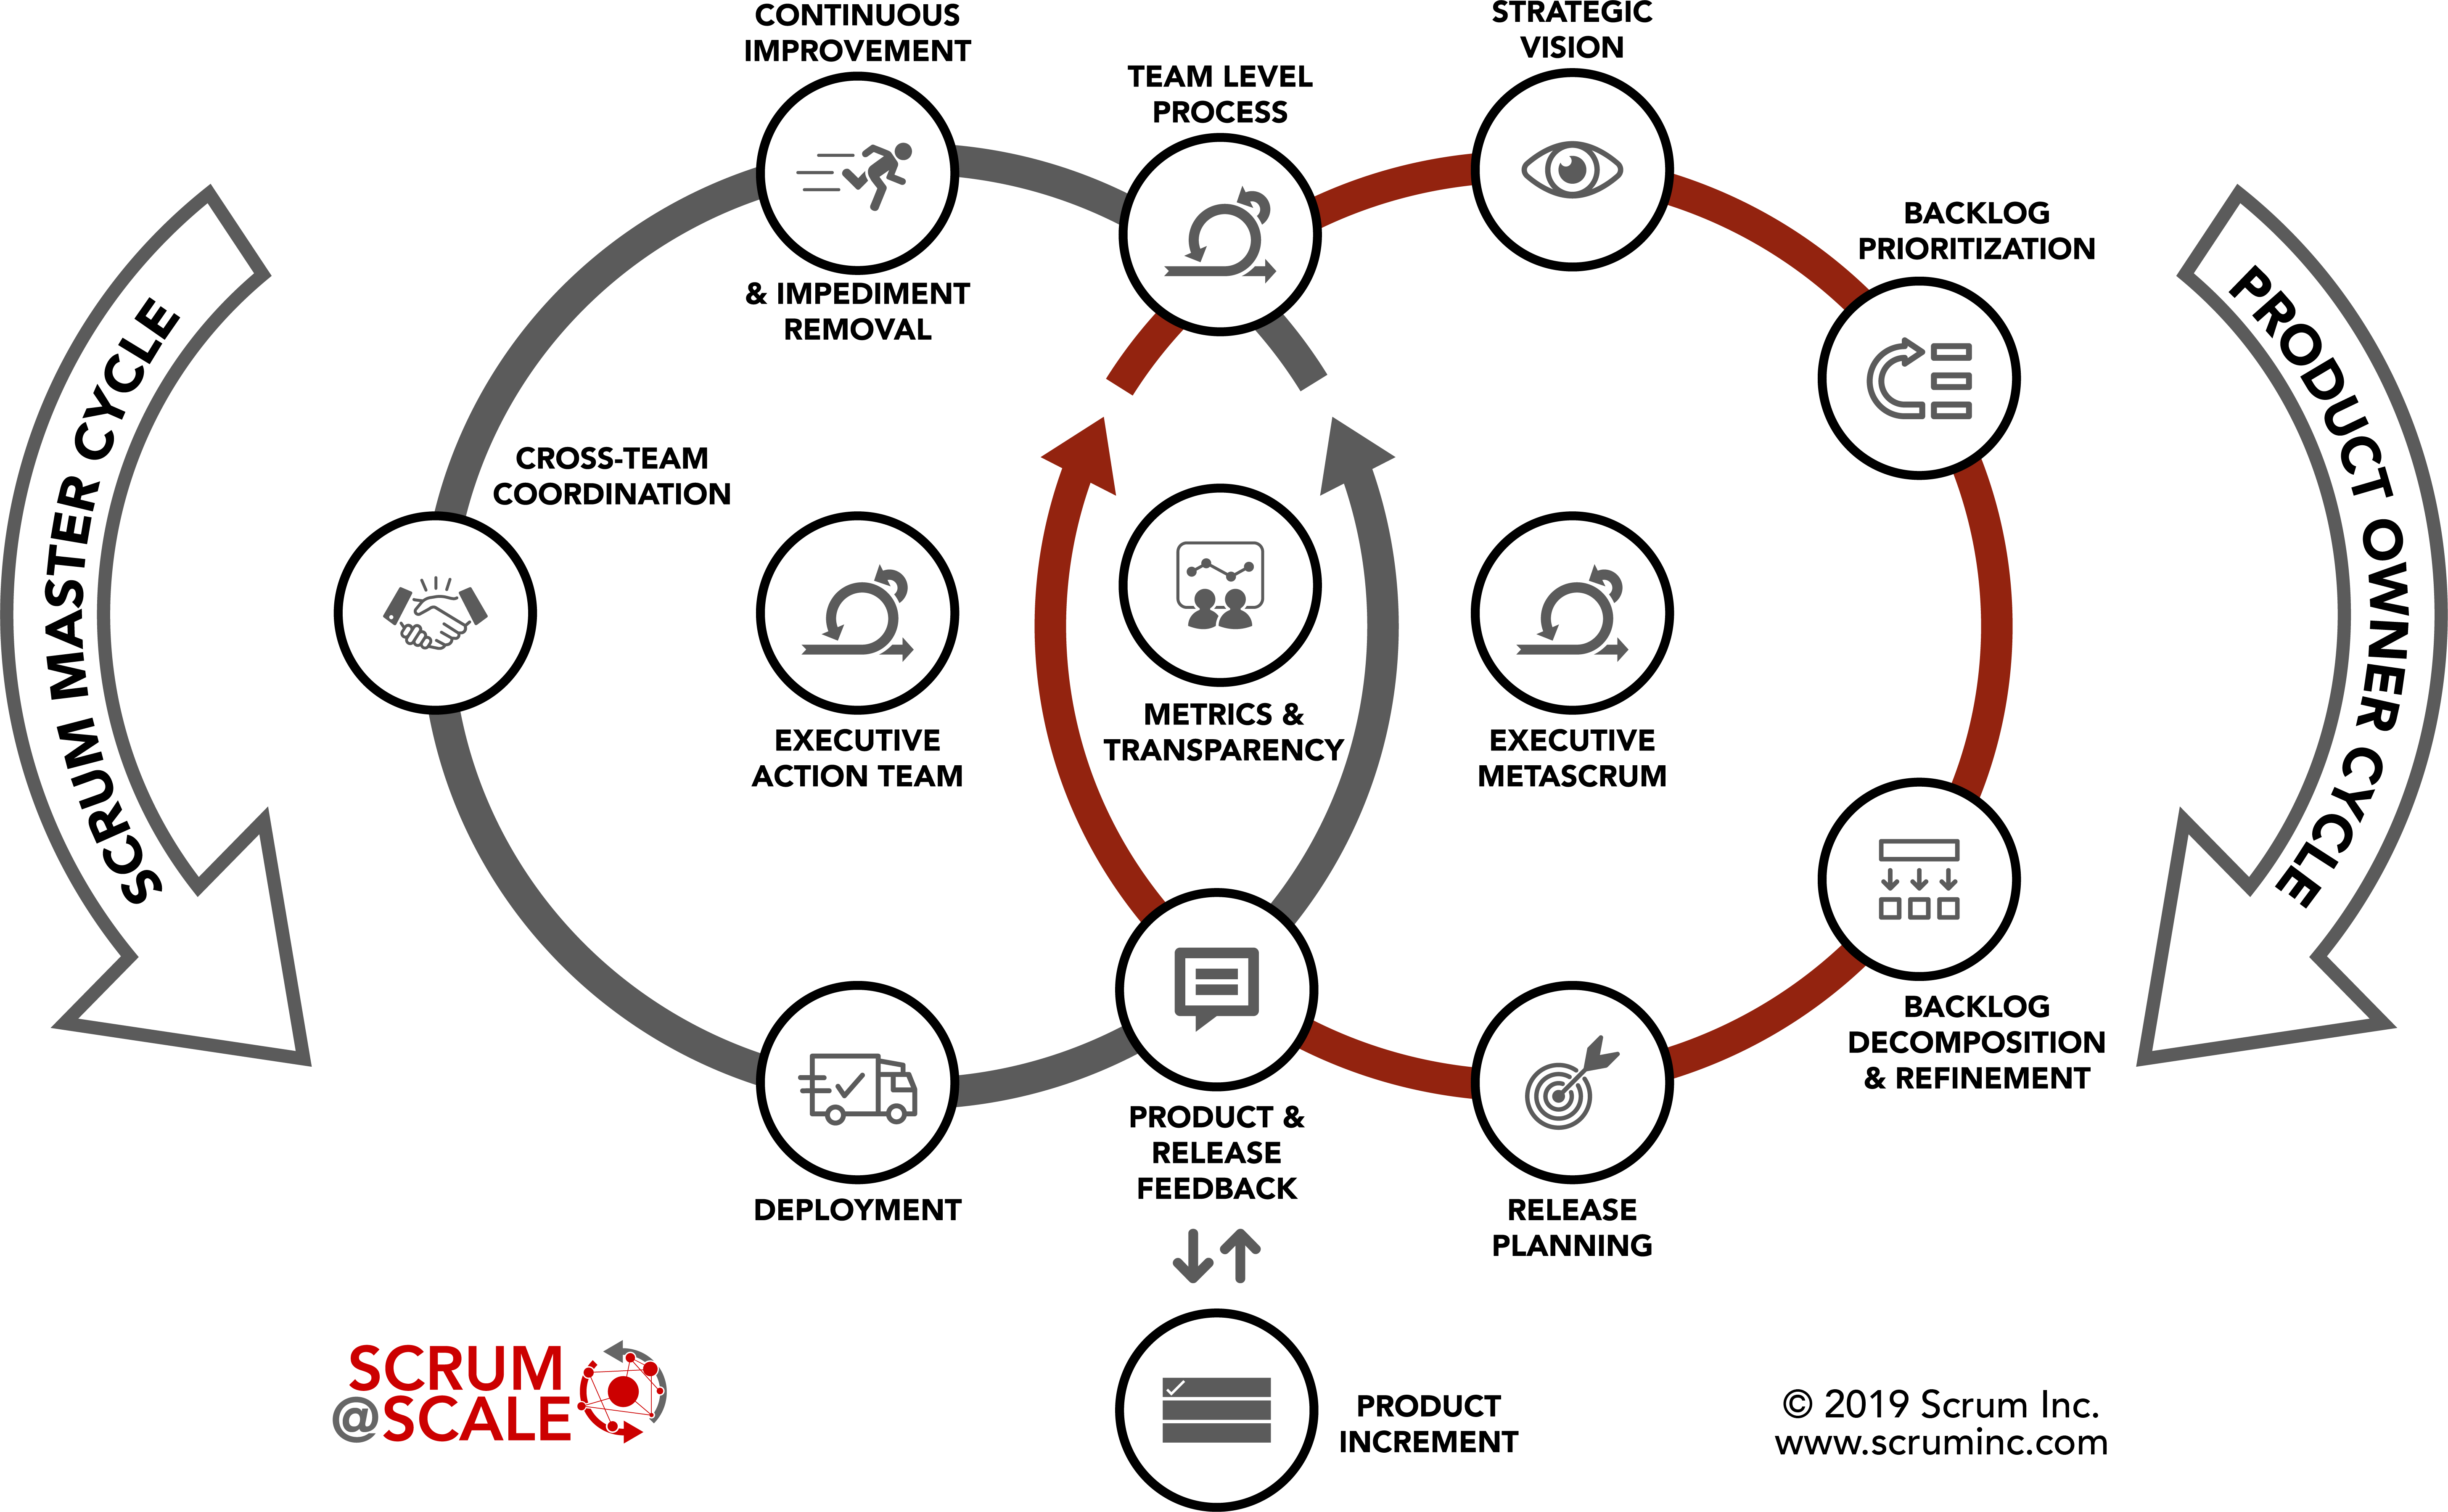 CONTINUOUS
IMPROVEMENT
& IMPEDIMENT
REMOVAL
TEAM LEVEL
PROCESS
STRATEGIC
VISION
BACKLOG
PRIORITIZATION
SCRUM MASTER CYCLE
PRODUCT OWNER CYCLE
CROSS-TEAM
COORDINATION
EXECUTIVE
ACTION TEAM
METRICS &
TRANSPARENCY
EXECUTIVE
METASCRUM
BACKLOG
DECOMPOSITION
& REFINEMENT
DEPLOYMENT
PRODUCT &
RELEASE
FEEDBACK
RELEASE
PLANNING
SCRUM
@SCALE
PRODUCT
INCREMENT
© 2019 Scrum Inc.
www.scruminc.com